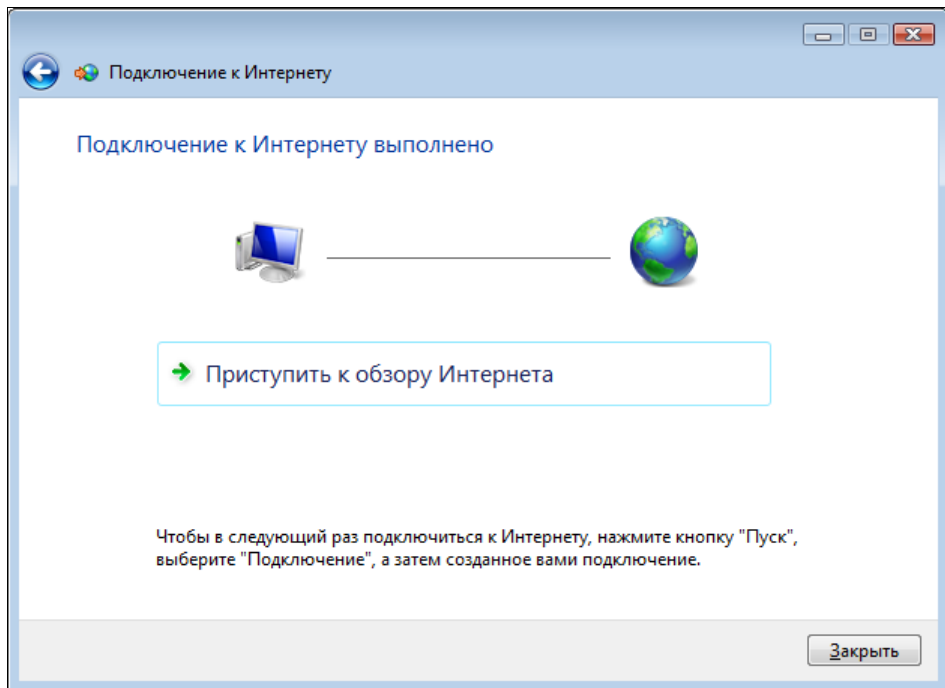 Подключение к Интернету
Подключение к Интернету выполнено
Приступить к обзору Интернета
Чтобы в следующий раз подключиться к Интернету, нажмите кнопку "Пуск",
выберите "Подключение", а затем созданное вами подключение.
Закрыть